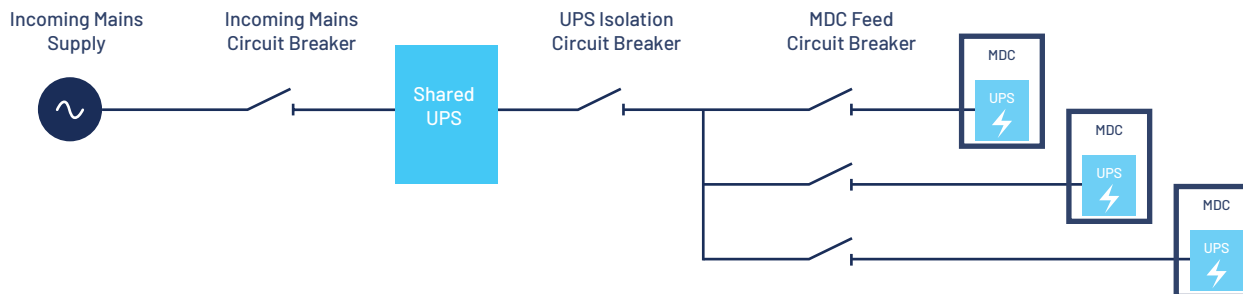 Incoming Mains
Supply
Incoming Mains
Circuit Breaker
UPS Isolation
Circuit Breaker
MDC Feed
Circuit Breaker
Shared
UPS
MDC
UPS
MDC
UPS
MDC
UPS